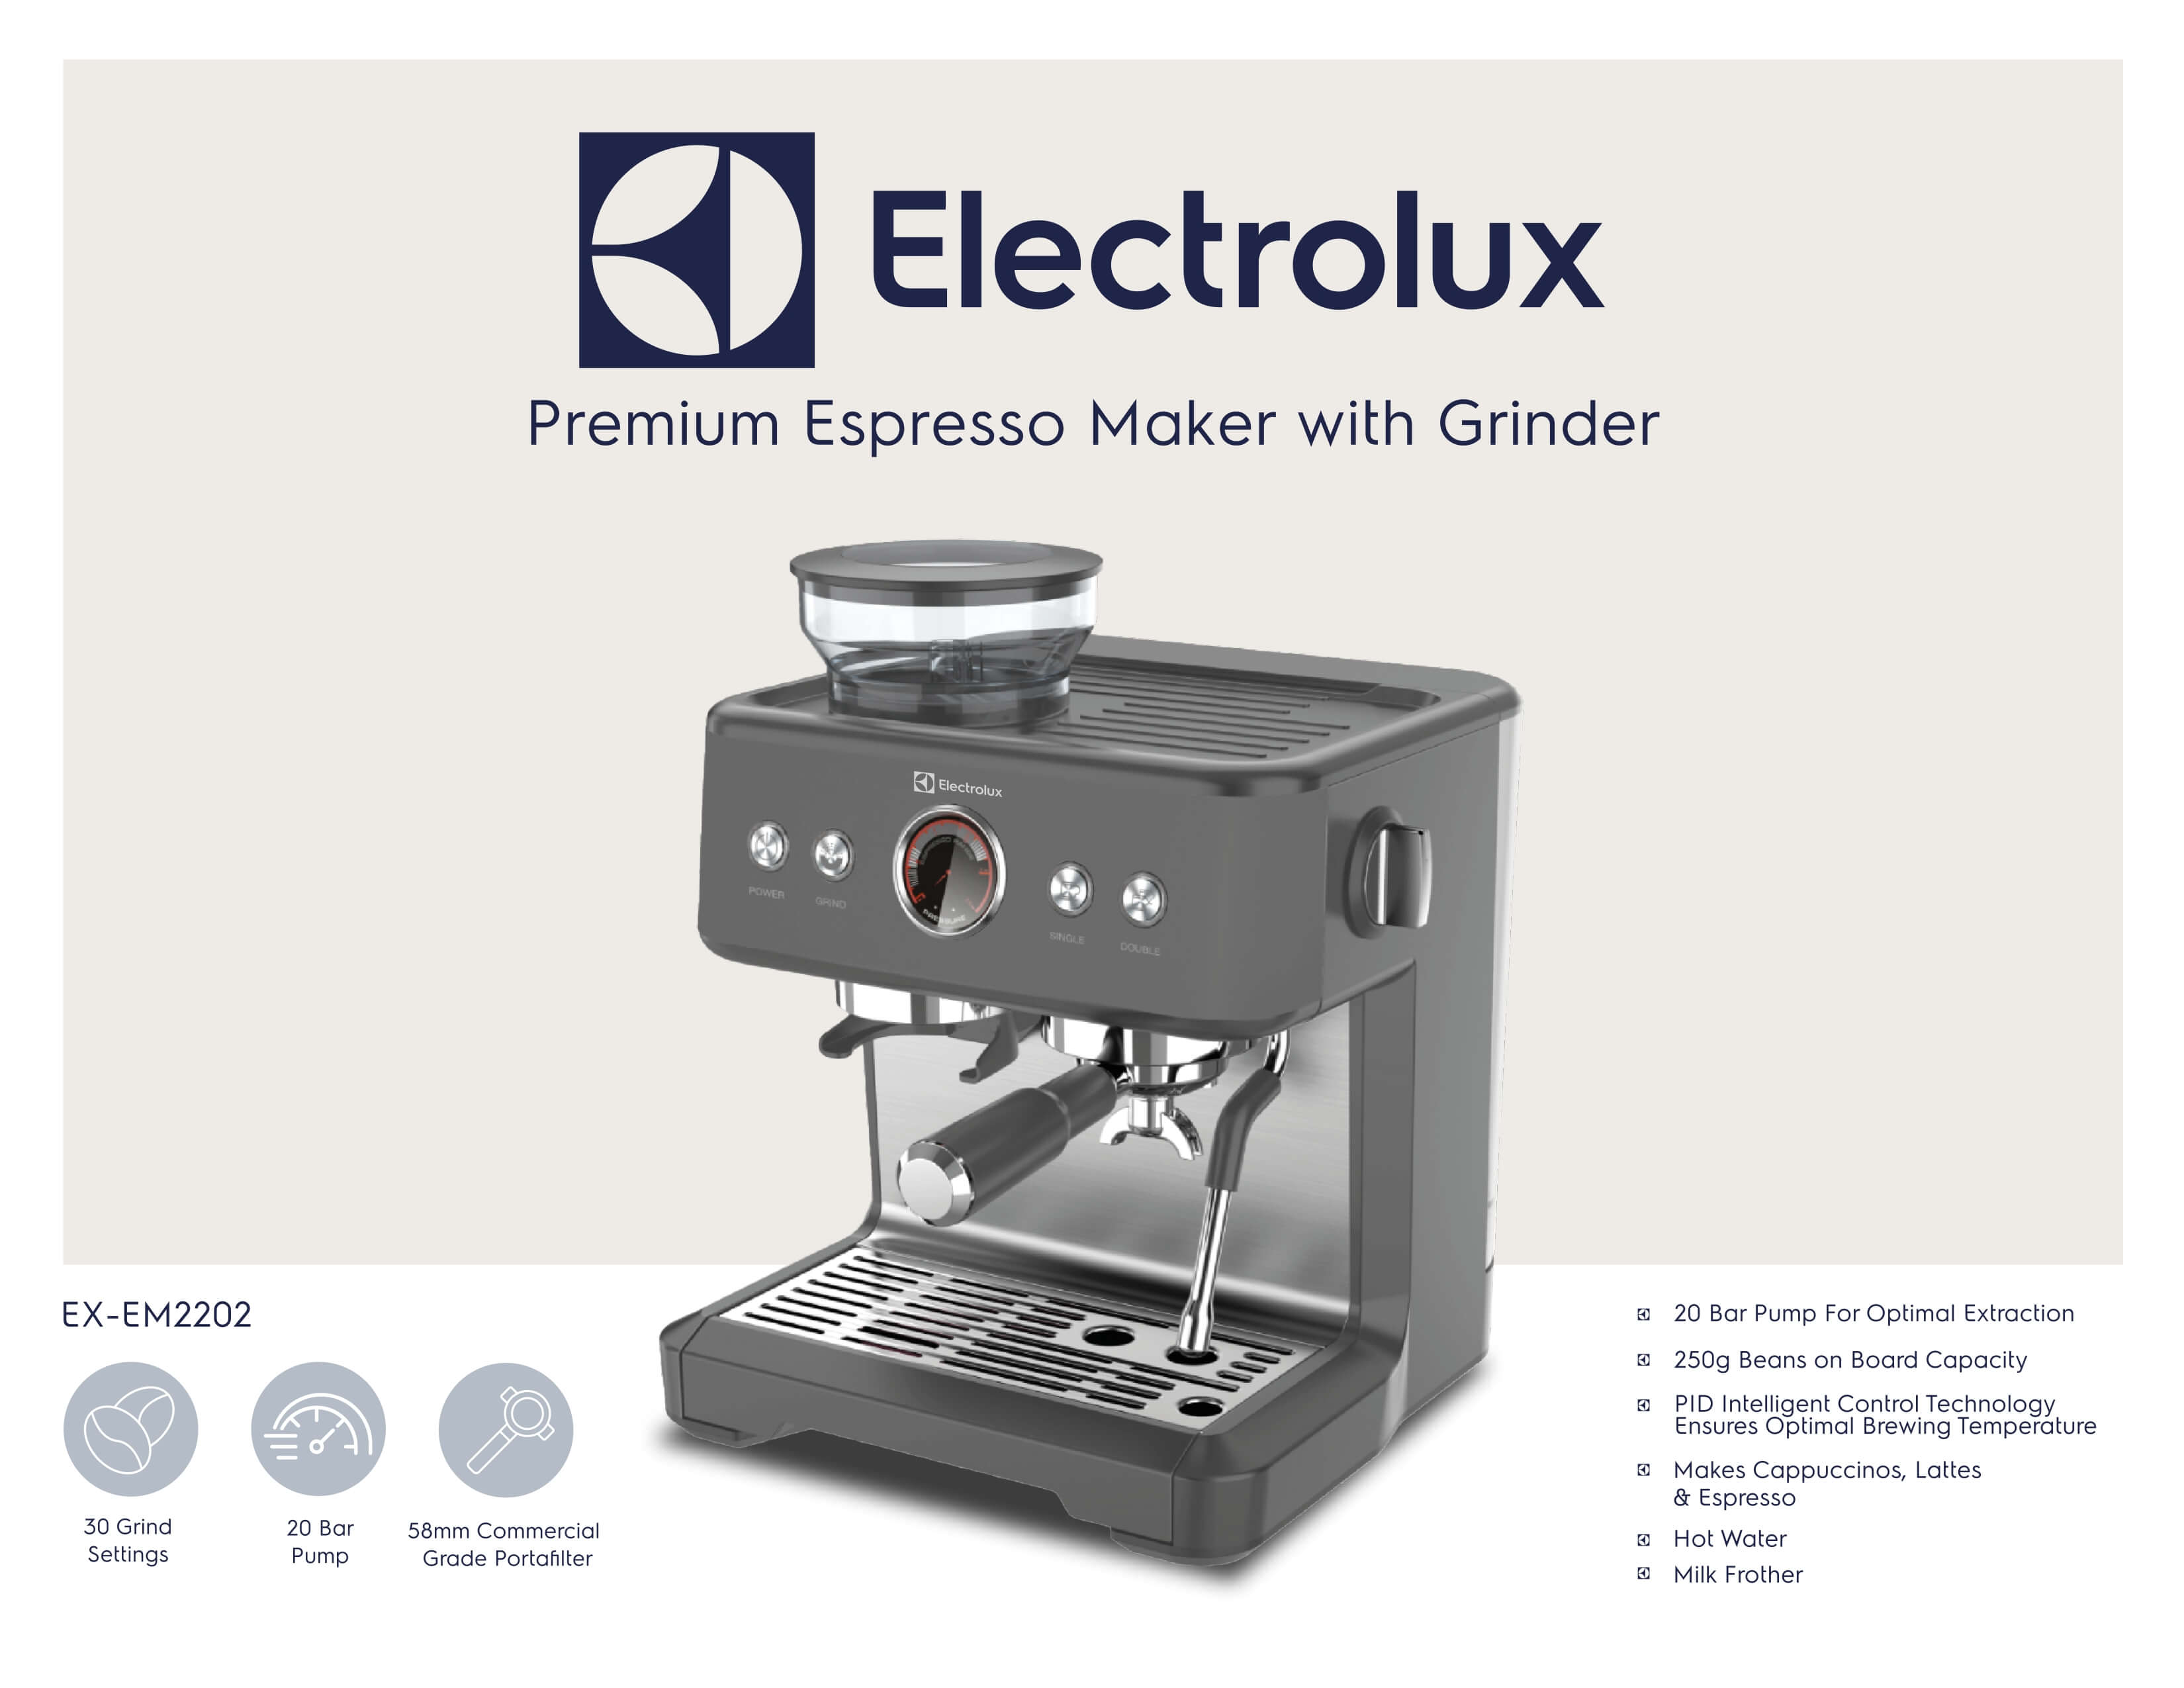 Electrolux
Premium Espresso Maker with Grinder
Electrolux
POWER
GRIND
PRESSURE
SINGLE
DOUBLE
EX-EM2202
30 Grind
Settings
20 Bar
Pump
58mm Commercial
Grade Portafilter
20 Bar Pump For Optimal Extraction
250g Beans on Board Capacity
PID Intelligent Control Technology
Ensures Optimal Brewing Temperature
Makes Cappuccinos, Lattes
& Espresso
Hot Water
Milk Frother